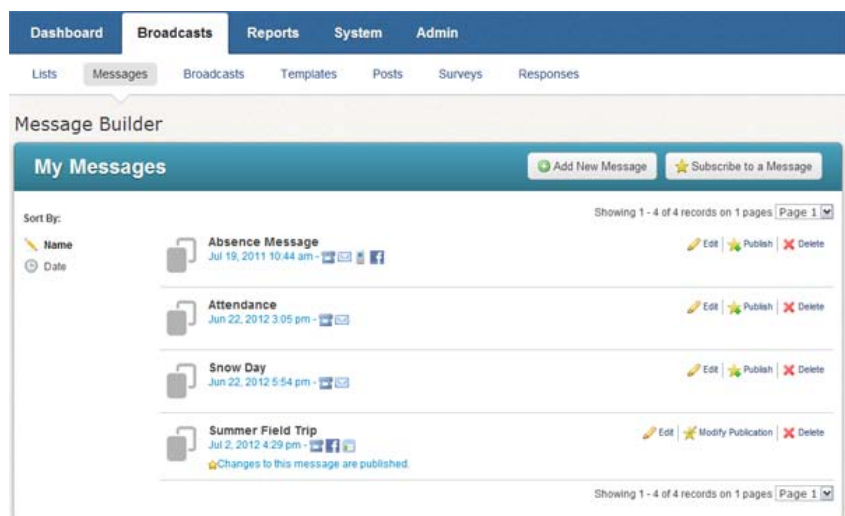 Dashboard Broadcasts Reports System Admin
Lists Messages Broadcasts Templates Posts Surveys Responses
Message Builder
My Messages Add New Message Subscribe to a Message
Sort By: Showing 1 - 4 of 4 records on 1 pages Page 1
Name
Date
Absence Message Edit Publish Delete
Jul 19, 2011 10:44 am -
Attendance Edit Publish Delete
Jun 22, 2012 3:05 pm -
Snow Day Edit Publish Delete
Jun 22, 2012 5:54 pm -
Summer Field Trip Edit Modify Publication Delete
Jul 2, 2012 4:29 pm -
Changes to this message are published.
Showing 1 - 4 of 4 records on 1 pages Page 1